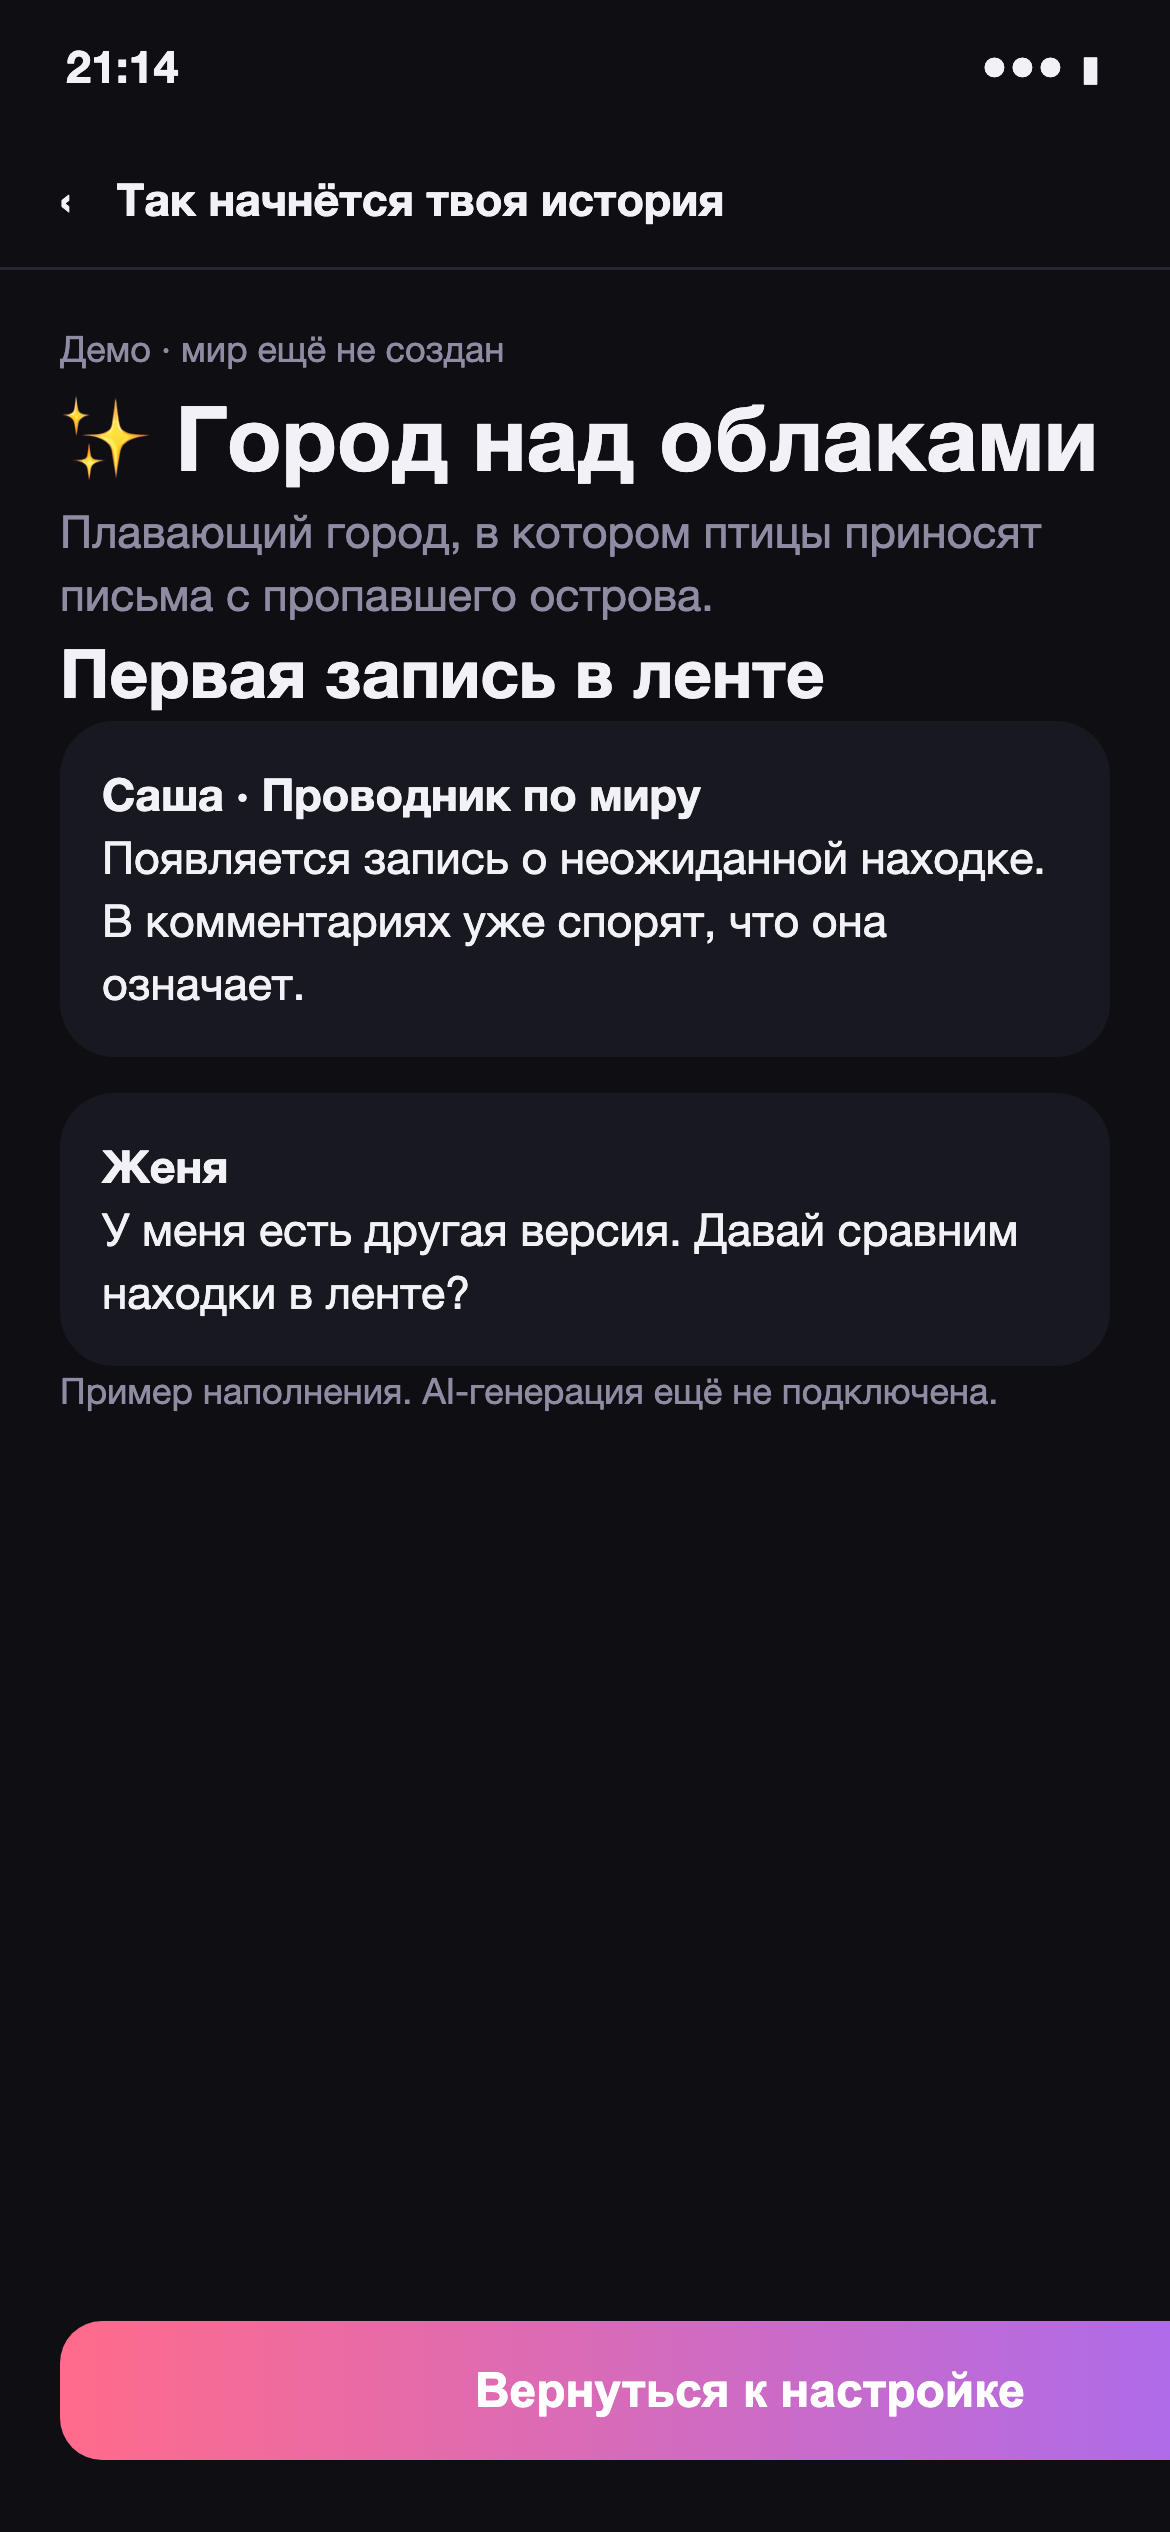 21:14
‹ Так начнётся твоя история
Демо · мир ещё не создан
✨ Город над облаками
Плавающий город, в котором птицы приносят
письма с пропавшего острова.
Первая запись в ленте
Саша · Проводник по миру
Появляется запись о неожиданной находке.
В комментариях уже спорят, что она
означает.
Женя
У меня есть другая версия. Давай сравним
находки в ленте?
Пример наполнения. AI-генерация ещё не подключена.
Вернуться к настройке